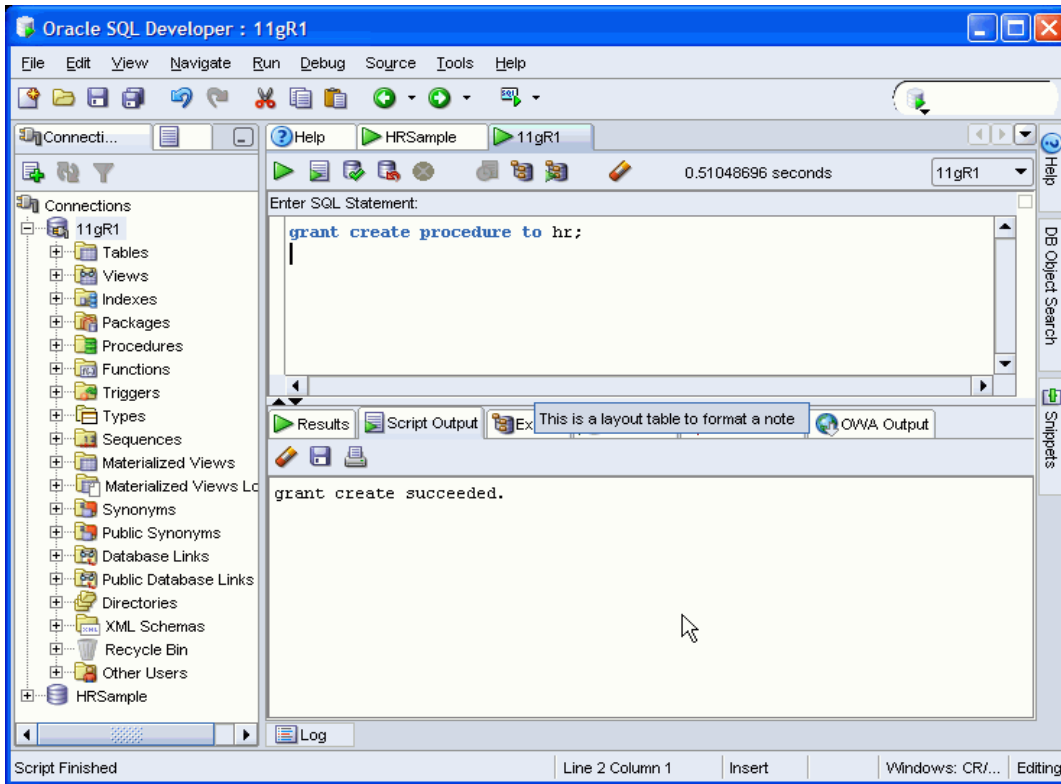 Oracle SQL Developer : 11gR1
File Edit View Navigate Run Debug Source Tools Help
Connecti...
Help HRSample 11gR1
0.51048696 seconds 11gR1
Connections
11gR1
Tables
Views
Indexes
Packages
Procedures
Functions
Triggers
Types
Sequences
Materialized Views
Materialized Views Lo
Synonyms
Public Synonyms
Database Links
Public Database Links
Directories
XML Schemas
Recycle Bin
Other Users
HRSample
Enter SQL Statement:
grant create procedure to hr;
Results Script Output Ex This is a layout table to format a note OWA Output
grant create succeeded.
Log
Help
DB Object Search
Snippets
Script Finished Line 2 Column 1 Insert Windows: CR/... Editing